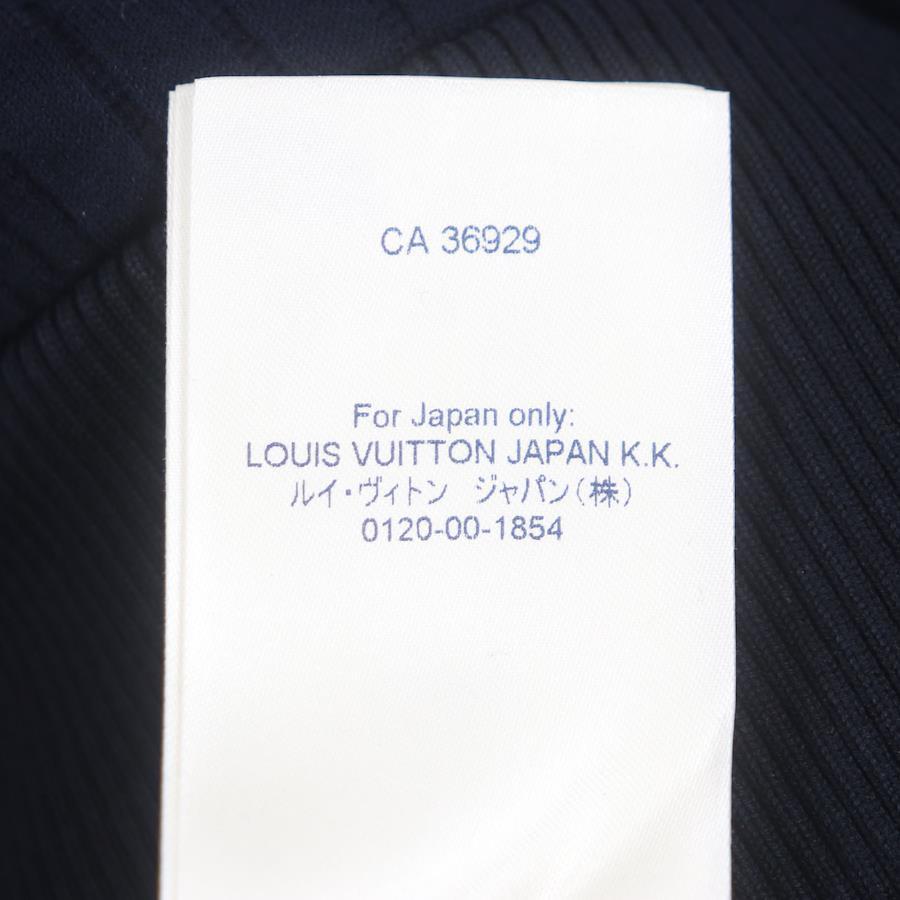 CA 36929
For Japan only:
LOUIS VUITTON JAPAN K.K.
ルイ・ヴィトン　ジャパン(株)
0120-00-1854